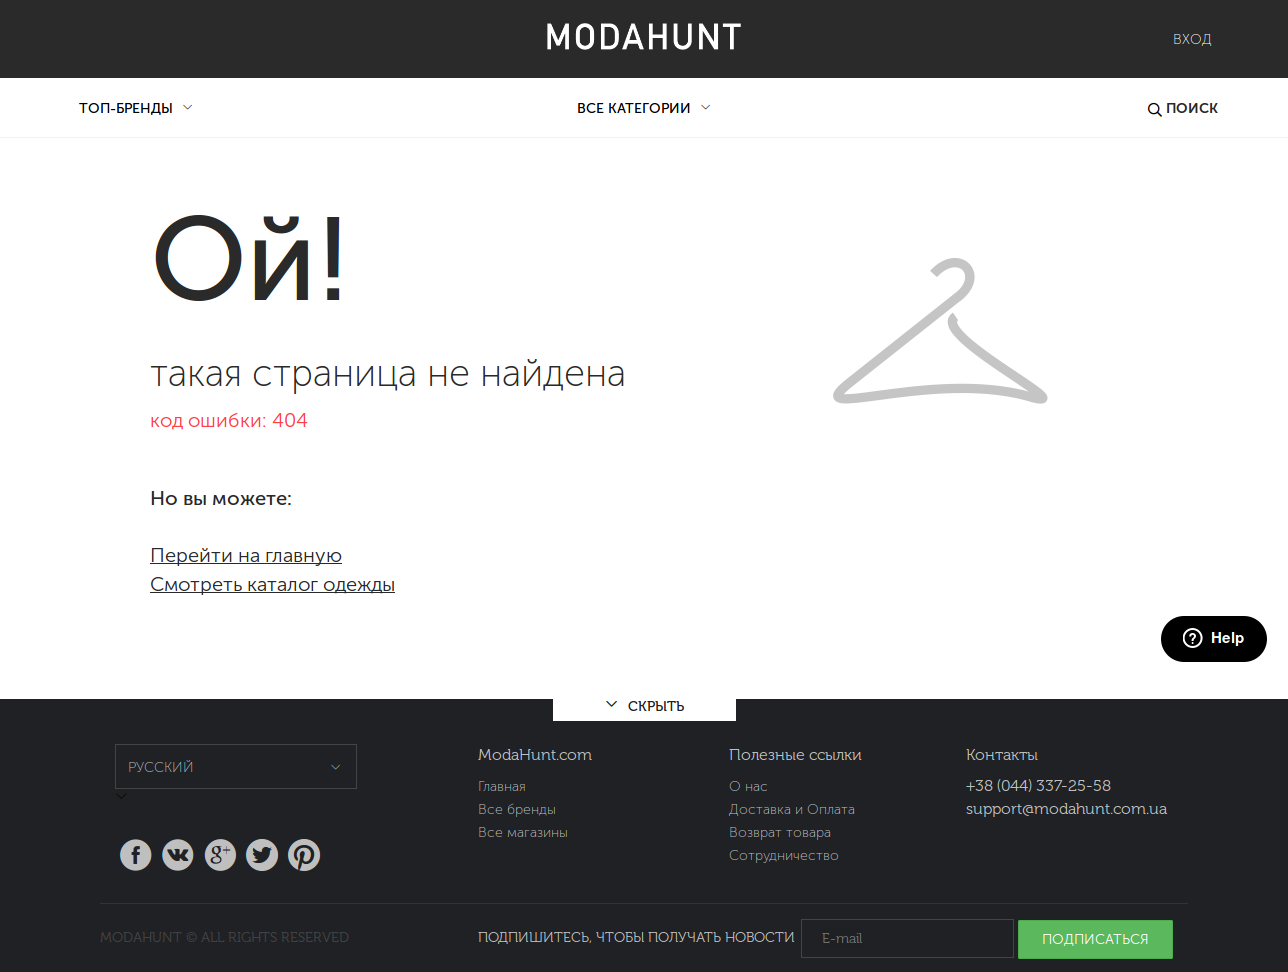 MODAHUNT
ВХОД
ТОП-БРЕНДЫ
ВСЕ КАТЕГОРИИ
ПОИСК
Ой!
такая страница не найдена
код ошибки: 404
Но вы можете:
Перейти на главную
Смотреть каталог одежды
Help
СКРЫТЬ
РУССКИЙ
ModaHunt.com
Главная
Все бренды
Все магазины
Полезные ссылки
О нас
Доставка и Оплата
Возврат товара
Сотрудничество
Контакты
+38 (044) 337-25-58
support@modahunt.com.ua
MODAHUNT © ALL RIGHTS RESERVED
ПОДПИШИТЕСЬ, ЧТОБЫ ПОЛУЧАТЬ НОВОСТИ
E-mail
ПОДПИСАТЬСЯ